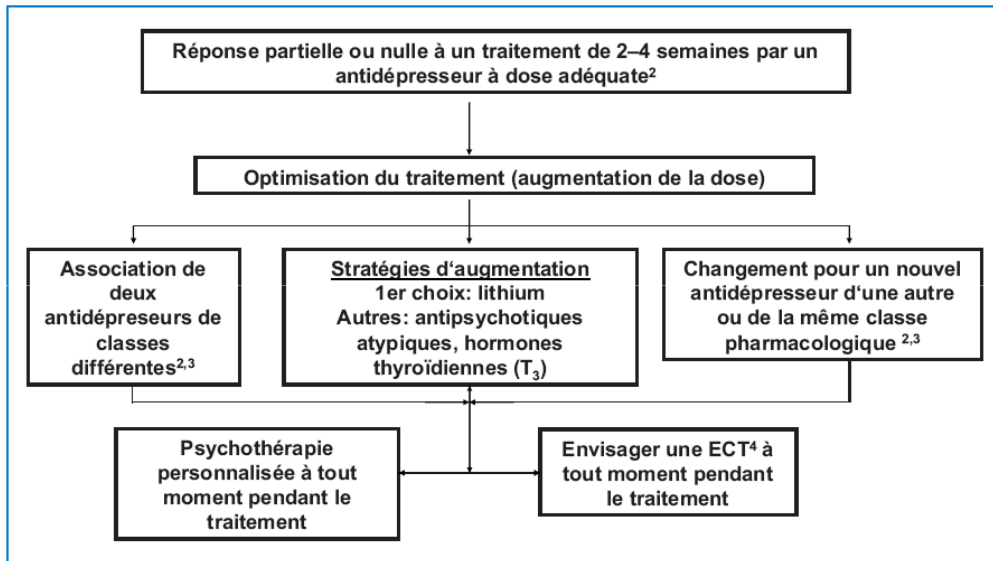 Réponse partielle ou nulle à un traitement de 2–4 semaines par un
antidépresseur à dose adéquate²
Optimisation du traitement (augmentation de la dose)
Association de
deux
antidépreseurs de
classes
différentes²,³
Stratégies d‘augmentation
1er choix: lithium
Autres: antipsychotiques
atypiques, hormones
thyroïdiennes (T₃)
Changement pour un nouvel
antidépresseur d‘une autre
ou de la même classe
pharmacologique ²,³
Psychothérapie
personnalisée à tout
moment pendant le
traitement
Envisager une ECT⁴ à
tout moment pendant
le traitement